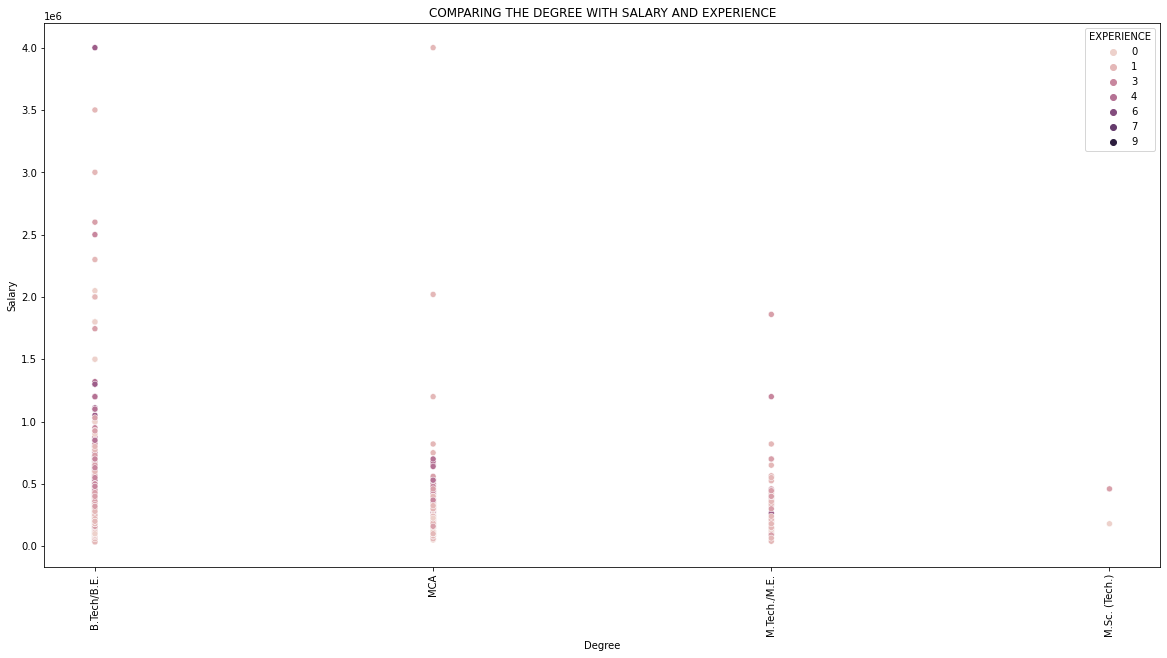 COMPARING THE DEGREE WITH SALARY AND EXPERIENCE
1e6
4.0
3.5
3.0
2.5
2.0
1.5
1.0
0.5
0.0
Salary
EXPERIENCE
0
1
3
4
6
7
9
B.Tech/B.E.
MCA
M.Tech./M.E.
M.Sc. (Tech.)
Degree